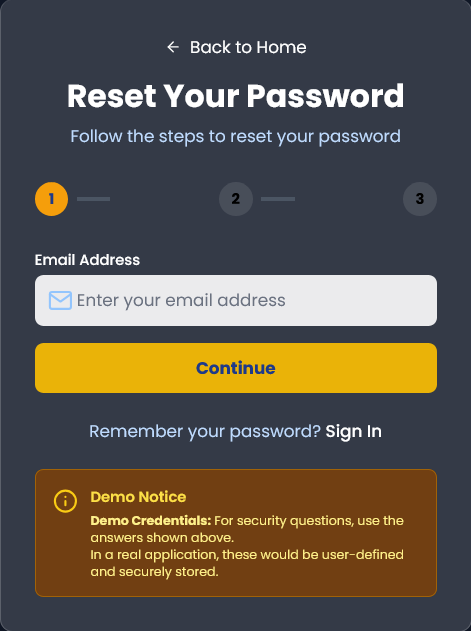 ← Back to Home
Reset Your Password
Follow the steps to reset your password
1 2 3
Email Address
Enter your email address
Continue
Remember your password? Sign In
Demo Notice
Demo Credentials: For security questions, use the
answers shown above.
In a real application, these would be user-defined
and securely stored.